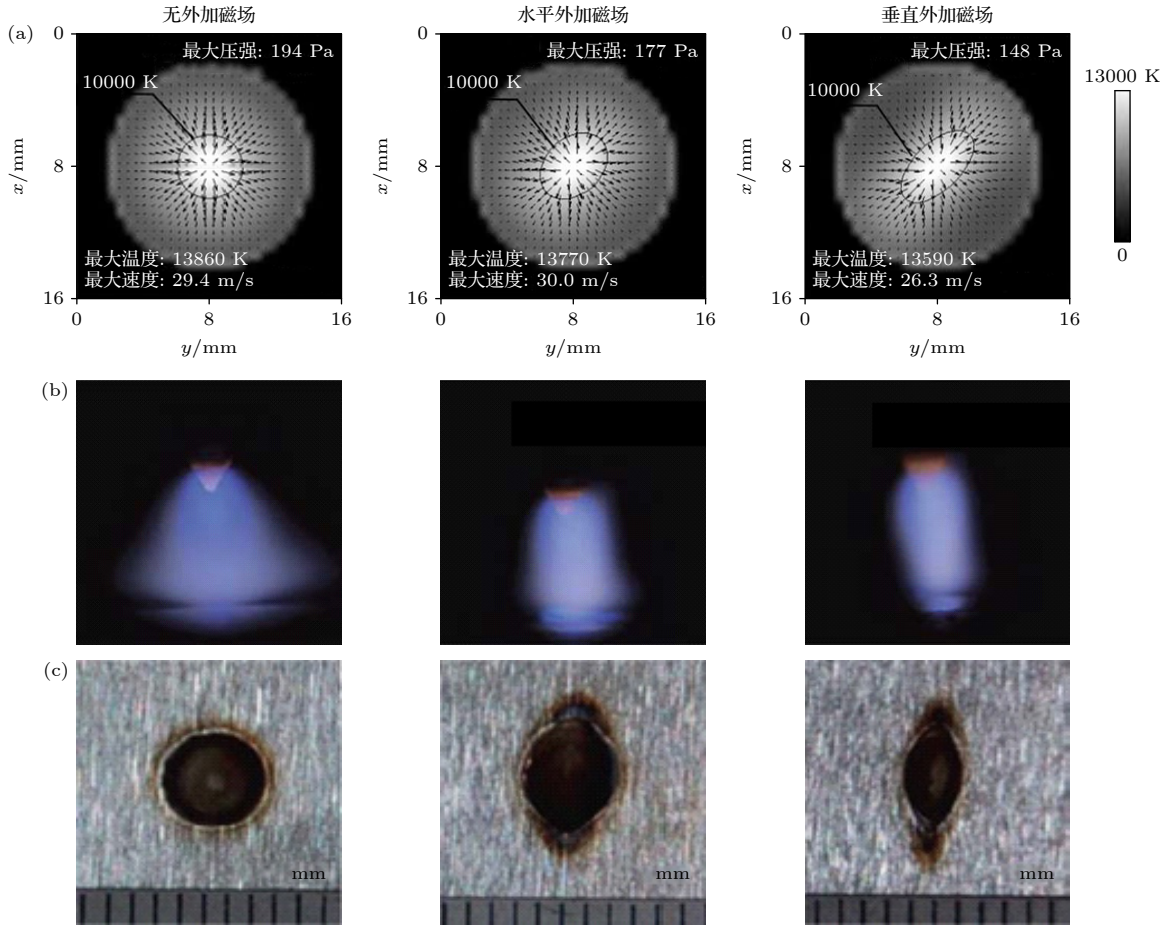 无外加磁场
水平外加磁场
垂直外加磁场
(a)
0
最大压强: 194 Pa
10000 K
x/mm
8
最大温度: 13860 K
最大速度: 29.4 m/s
16
0
8
16
y/mm
0
最大压强: 177 Pa
10000 K
x/mm
8
最大温度: 13770 K
最大速度: 30.0 m/s
16
0
8
16
y/mm
0
最大压强: 148 Pa
10000 K
x/mm
8
最大温度: 13590 K
最大速度: 26.3 m/s
16
0
8
16
y/mm
13000 K
0
(b)
(c)
mm
mm
mm